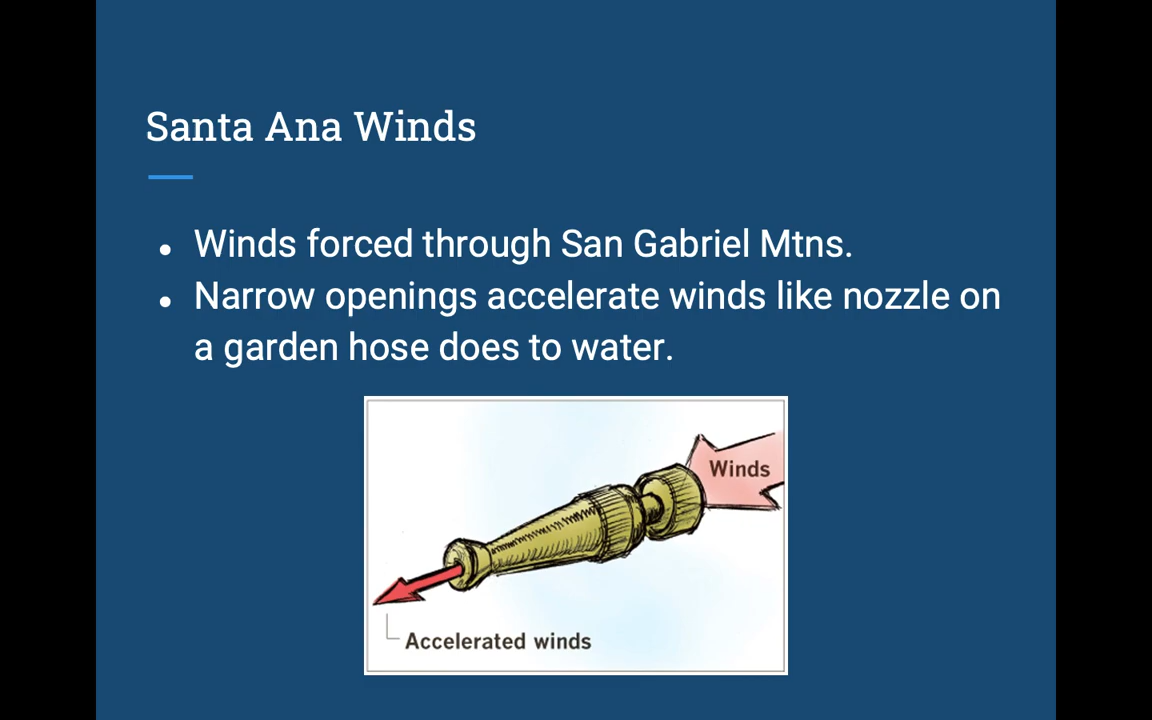 Santa Ana Winds
● Winds forced through San Gabriel Mtns.
● Narrow openings accelerate winds like nozzle on
a garden hose does to water.
Winds
Accelerated winds